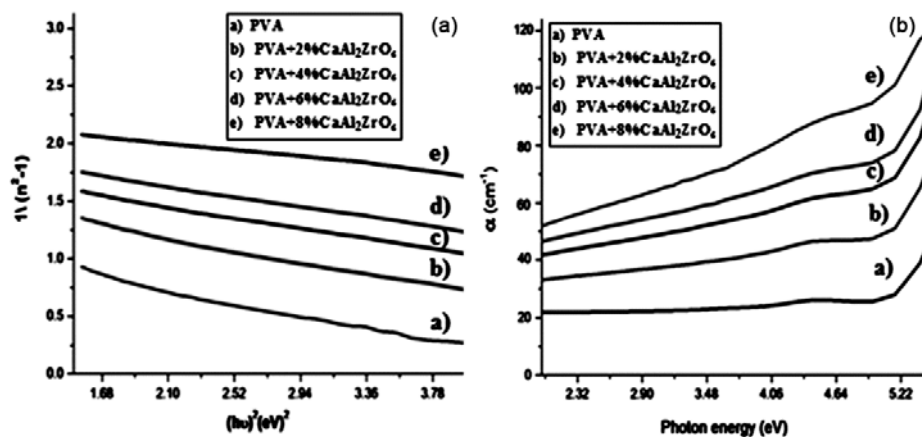 (a)
a) PVA
b) PVA+2%CaAl₂ZrO₆
c) PVA+4%CaAl₂ZrO₆
d) PVA+6%CaAl₂ZrO₆
e) PVA+8%CaAl₂ZrO₆
3.0
2.5
2.0
1.5
1.0
0.5
0.0
1\ (n²-1)
e)
d)
c)
b)
a)
1.68 2.10 2.52 2.94 3.36 3.78
(hυ)²(eV)²
(b)
a) PVA
b) PVA+2%CaAl₂ZrO₆
c) PVA+4%CaAl₂ZrO₆
d) PVA+6%CaAl₂ZrO₆
e) PVA+8%CaAl₂ZrO₆
120
100
80
60
40
20
0
α (cm⁻¹)
e)
d)
c)
b)
a)
2.32 2.90 3.48 4.06 4.64 5.22
Photon energy (eV)